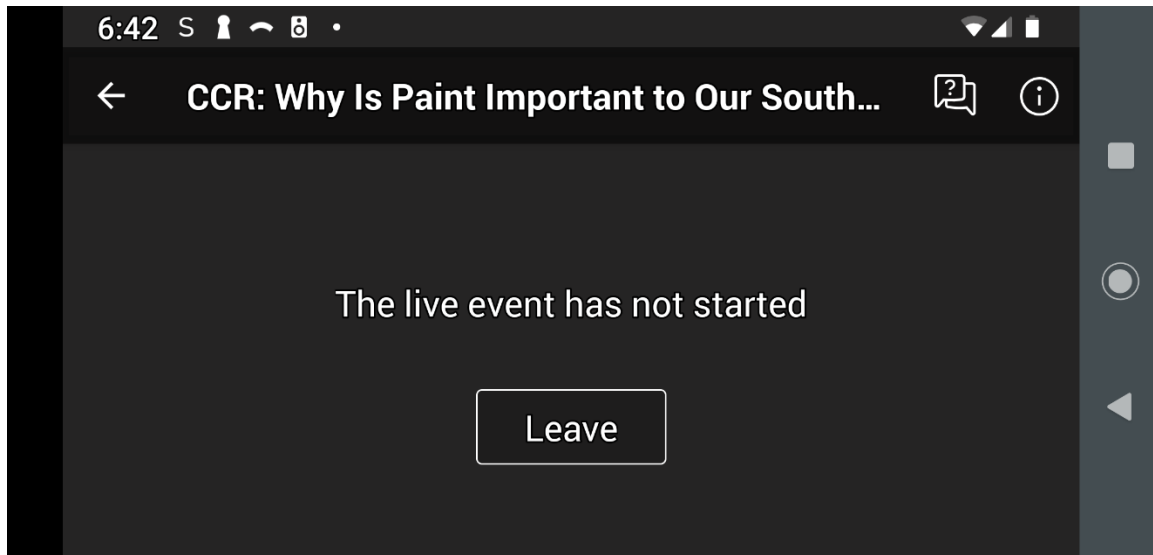 6:42 S
CCR: Why Is Paint Important to Our South...
The live event has not started
Leave